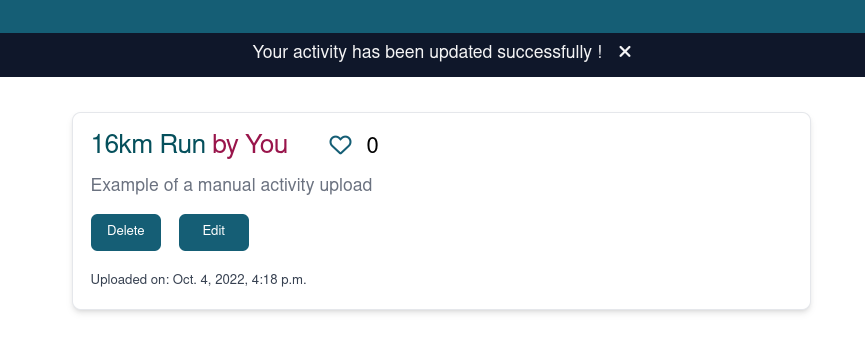 Your activity has been updated successfully ! ×
16km Run by You 0
Example of a manual activity upload
Delete Edit
Uploaded on: Oct. 4, 2022, 4:18 p.m.